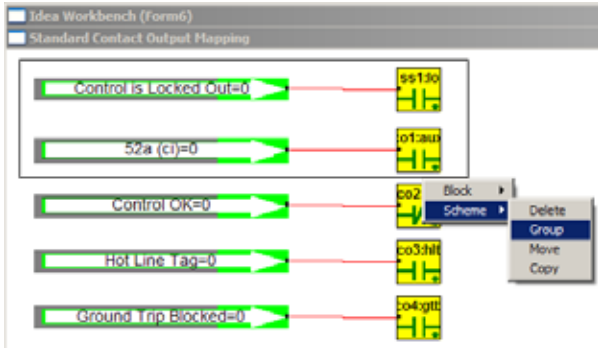 Idea Workbench (Form6)
Standard Contact Output Mapping
Control is Locked Out=0 ss1:lo
52a (ci)=0 co1:aux
Control OK=0 co2 Block
Scheme Delete
Group
Hot Line Tag=0 co3:hlt Move
Copy
Ground Trip Blocked=0 co4:gtb